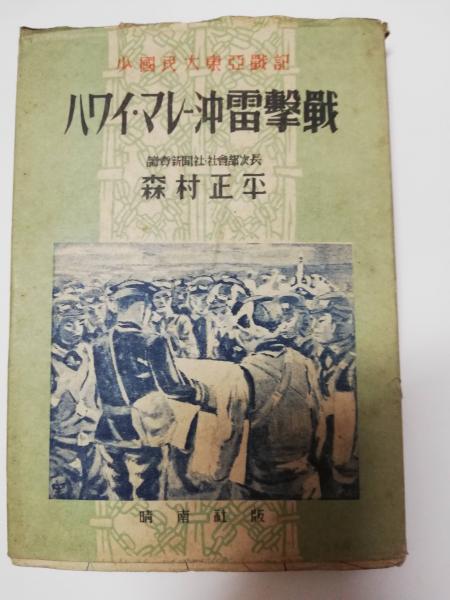 少國民大東亞戰記
ハワイ・マレー沖雷擊戰
讀賣新聞社・社會部次長
森村正平
晴南社版